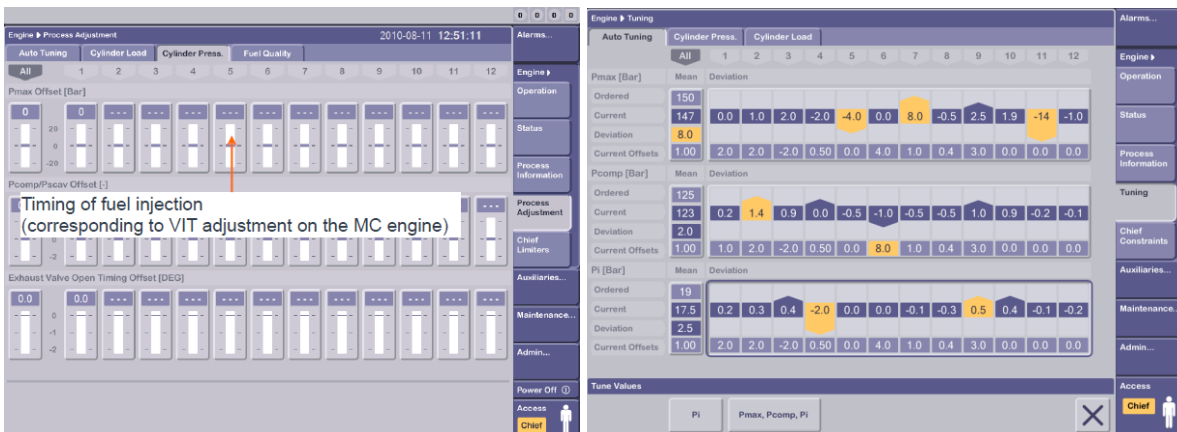 0 0 0 0
Engine ▶ Process Adjustment 2010-08-11 12:51:11 Alarms...
Auto Tuning Cylinder Load Cylinder Press. Fuel Quality
All 1 2 3 4 5 6 7 8 9 10 11 12 Engine ▶
Pmax Offset [Bar] Operation
0 0 --- --- --- --- --- --- --- --- --- --- ---
20
0
-20
Status
Process
Information
Pcomp/Pscav Offset [-]
Process
Adjustment
Timing of fuel injection
(corresponding to VIT adjustment on the MC engine)
---
-2
Chief
Limiters
Exhaust Valve Open Timing Offset [DEG] Auxiliaries...
0.0 0.0 --- --- --- --- --- --- --- --- --- --- ---
0
-1
-2
Maintenance...
Admin...
Power Off
Access
Chief
Engine ▶ Tuning Alarms...
Auto Tuning Cylinder Press. Cylinder Load
All 1 2 3 4 5 6 7 8 9 10 11 12 Engine ▶
Pmax [Bar] Mean Deviation Operation
Ordered 150
Current 147 0.0 1.0 2.0 -2.0 -4.0 0.0 8.0 -0.5 2.5 1.9 -14 -1.0 Status
Deviation 8.0
Current Offsets 1.00 2.0 2.0 -2.0 0.50 0.0 4.0 1.0 0.4 3.0 0.0 0.0 0.0 Process
Information
Pcomp [Bar] Mean Deviation
Ordered 125 Tuning
Current 123 0.2 1.4 0.9 0.0 -0.5 -1.0 -0.5 -0.5 1.0 0.9 -0.2 -0.1
Deviation 2.0 Chief
Constraints
Current Offsets 1.00 1.0 2.0 -2.0 0.50 0.0 8.0 1.0 0.4 3.0 0.0 0.0 0.0
Pi [Bar] Mean Deviation Auxiliaries...
Ordered 19
Current 17.5 0.2 0.3 0.4 -2.0 0.0 0.0 -0.1 -0.3 0.5 0.4 -0.1 -0.2 Maintenance..
Deviation 2.5
Current Offsets 1.00 2.0 2.0 -2.0 0.50 0.0 4.0 1.0 0.4 3.0 0.0 0.0 0.0 Admin...
Tune Values Access
Pi Pmax, Pcomp, Pi Chief